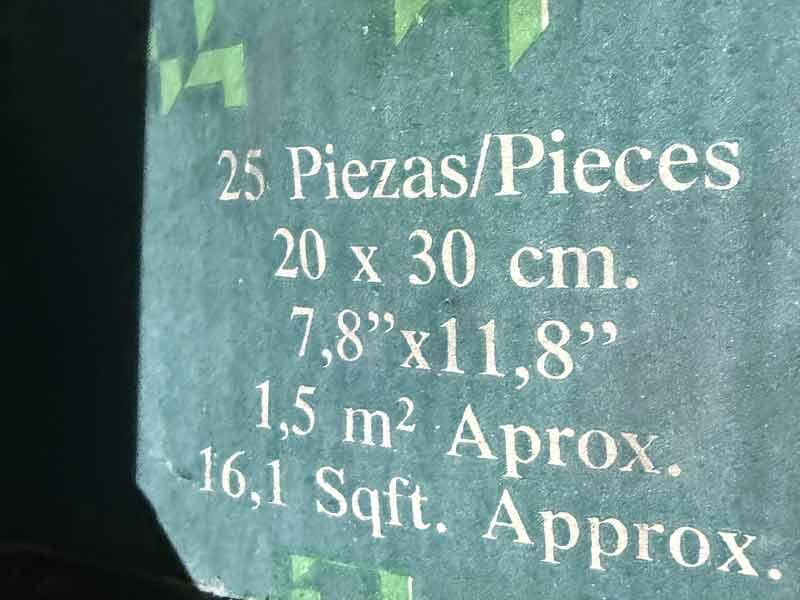 25 Piezas/Pieces
20 x 30 cm.
7,8”x11,8”
1,5 m² Aprox.
16,1 Sqft. Approx.